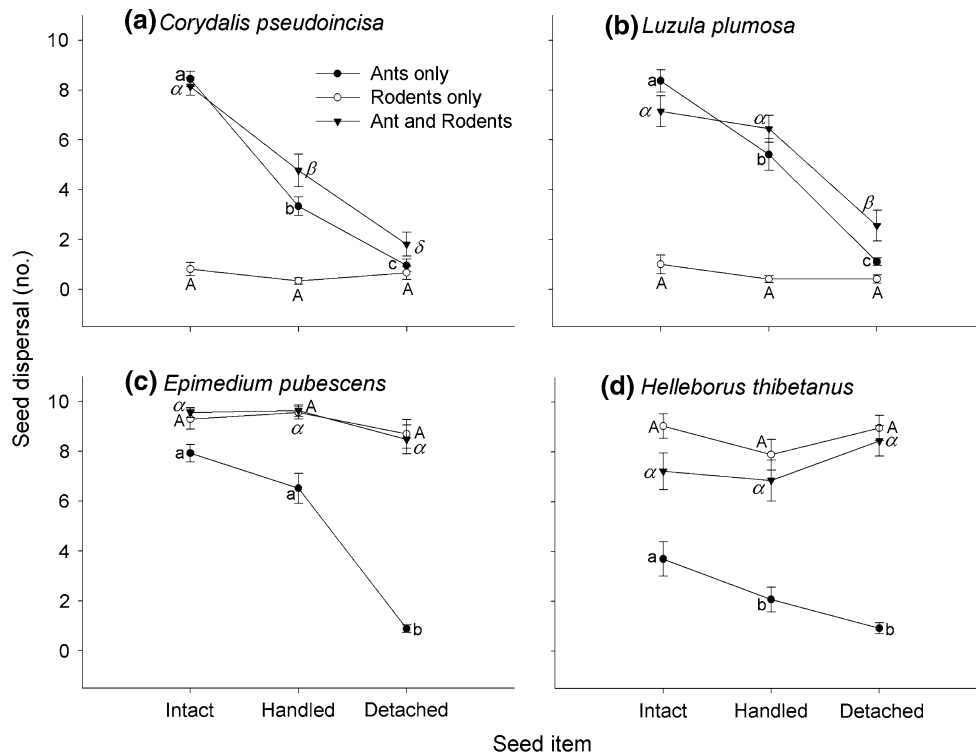 (a) Corydalis pseudoincisa
(b) Luzula plumosa
10
8
6
4
2
0
Ants only
Rodents only
Ant and Rodents
a
α
β
b
δ
c
A
A
A
a
α
α
b
β
c
A
A
A
(c) Epimedium pubescens
(d) Helleborus thibetanus
10
8
6
4
2
0
α
A
A
α
A
α
a
a
b
A
A
A
α
α
α
a
b
b
Intact Handled Detached
Intact Handled Detached
Seed dispersal (no.)
Seed item